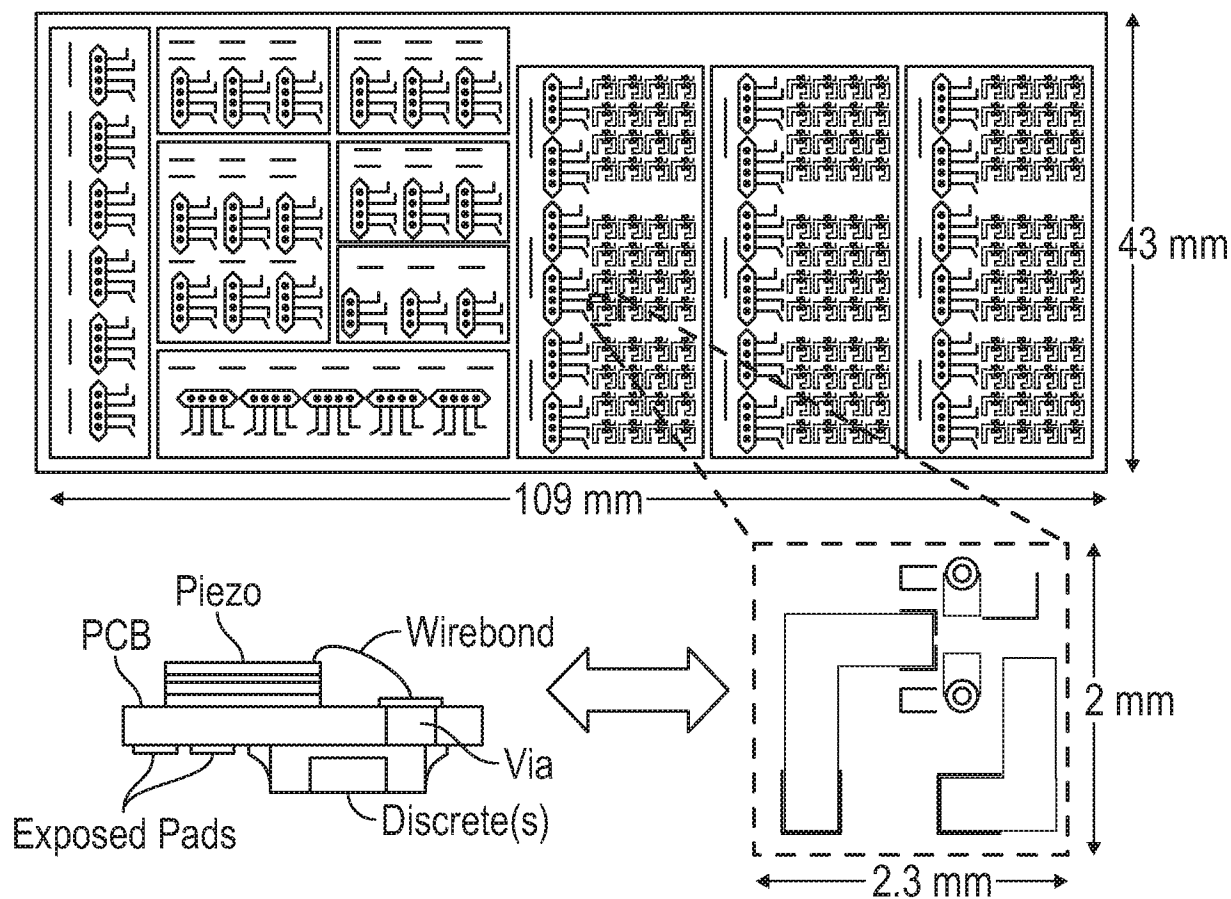 43 mm
109 mm
Piezo
PCB
Wirebond
2 mm
Via
Exposed Pads
Discrete(s)
2.3 mm